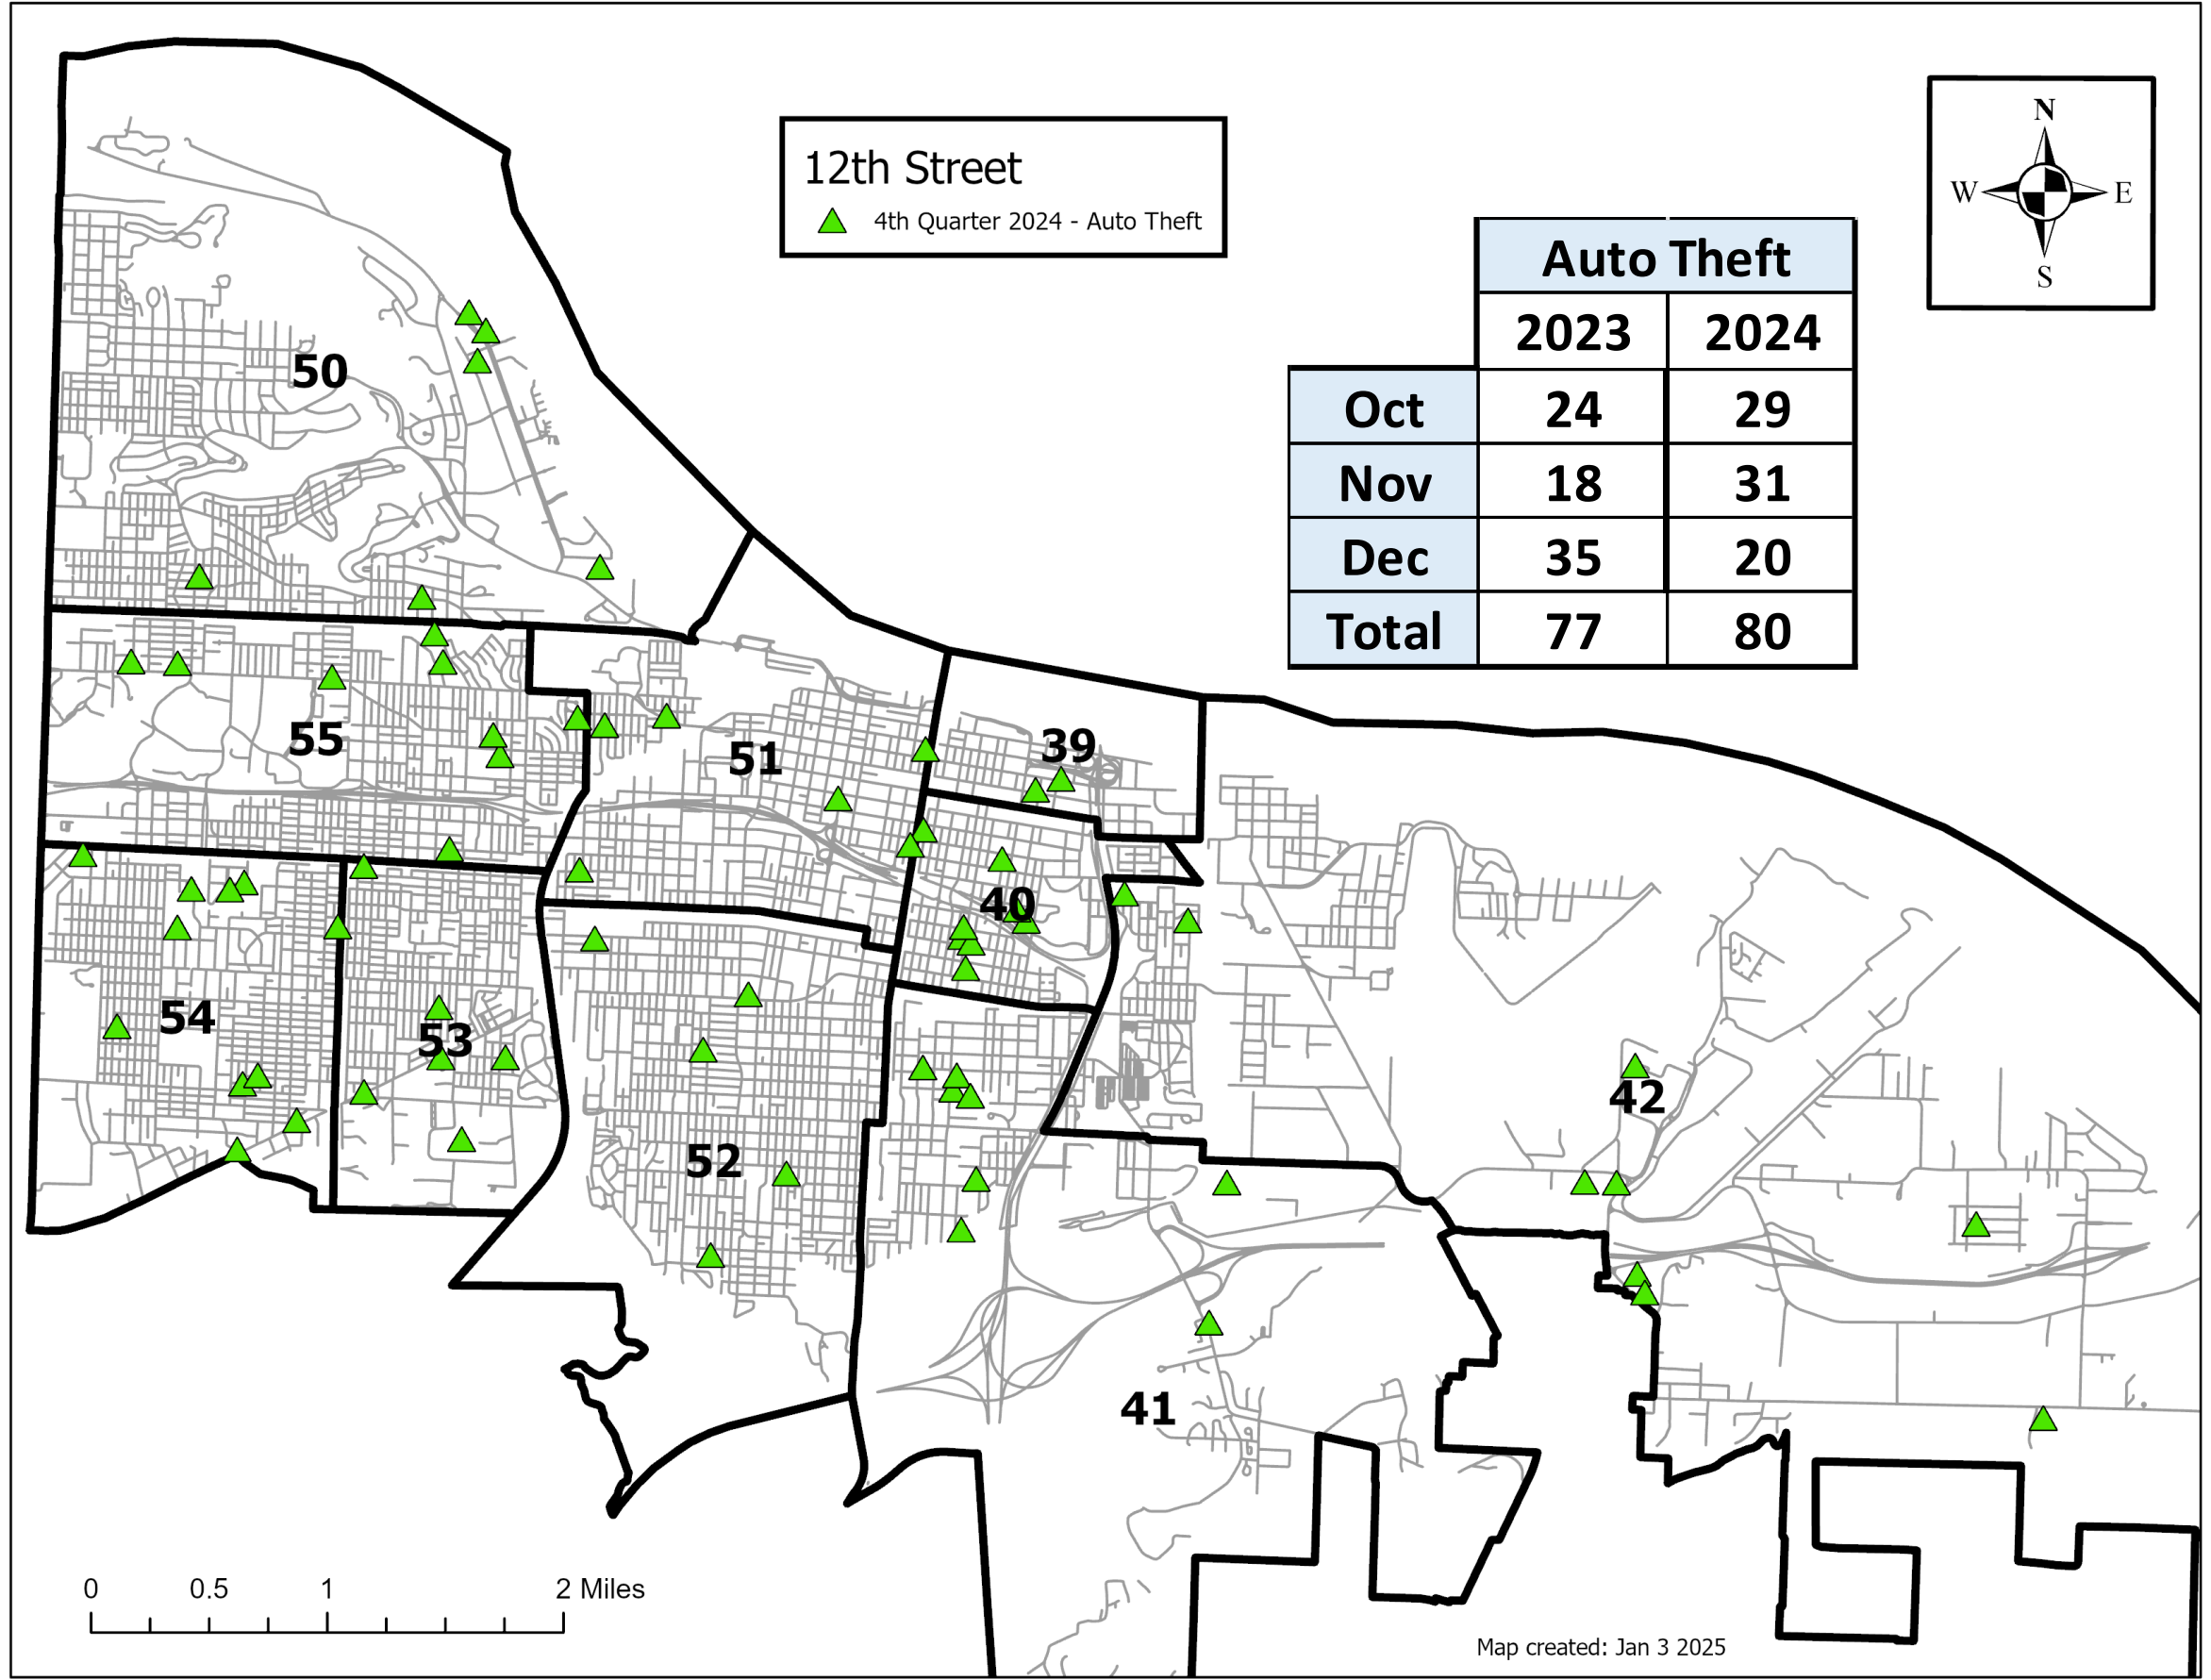 N
W E
S
12th Street
4th Quarter 2024 - Auto Theft
Auto Theft
2023 2024
Oct 24 29
Nov 18 31
Dec 35 20
Total 77 80
50
55
51
39
40
54
53
52
42
41
0 0.5 1 2 Miles
Map created: Jan 3 2025